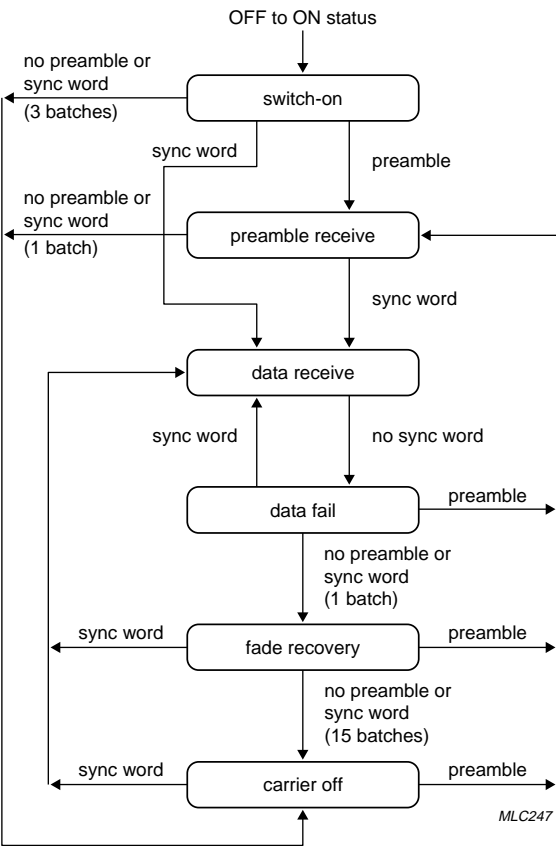 OFF to ON status
no preamble or
sync word
(3 batches)
switch-on
sync word
preamble
no preamble or
sync word
(1 batch)
preamble receive
sync word
data receive
sync word
no sync word
data fail
preamble
no preamble or
sync word
(1 batch)
sync word
fade recovery
preamble
no preamble or
sync word
(15 batches)
sync word
carrier off
preamble
MLC247